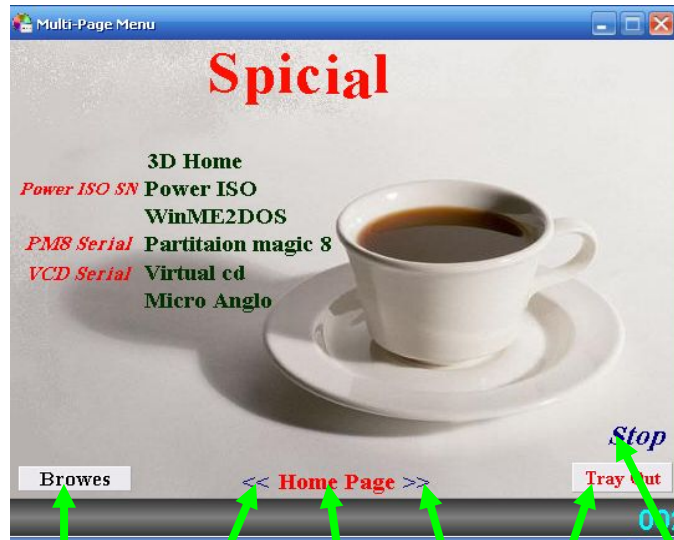 Multi-Page Menu
Spicial
3D Home
Power ISO SN Power ISO
WinME2DOS
PM8 Serial Partitaion magic 8
VCD Serial Virtual cd
Micro Anglo
Stop
Browes << Home Page >> Tray Out